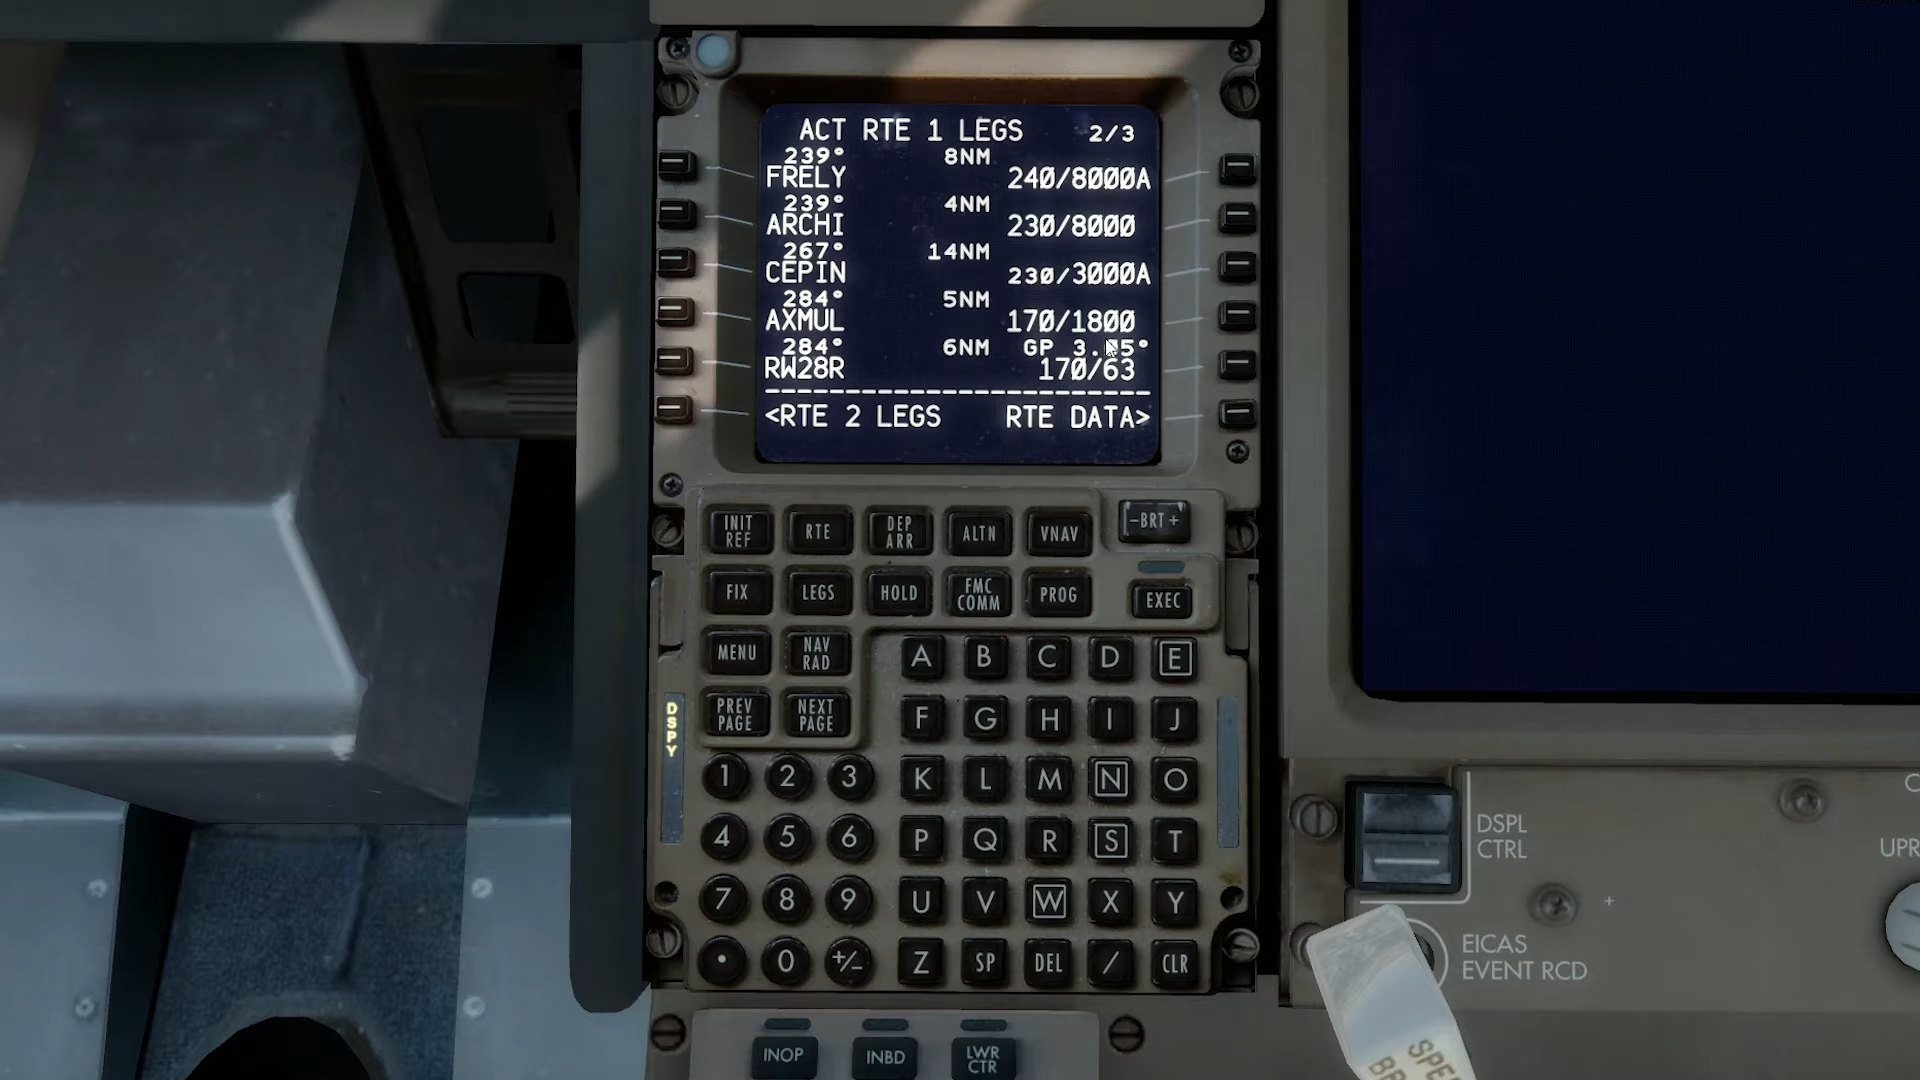 ACT RTE 1 LEGS 2/3
239° 8NM
FRELY 240/8000A
239° 4NM
ARCHI 230/8000
267° 14NM
CEPIN 230/3000A
284° 5NM
AXMUL 170/1800
284° 6NM GP
RW28R 170/63
<RTE 2 LEGS RTE DATA>
INIT REF RTE DEP ARR ALTN VNAV -BRT+
FIX LEGS HOLD FMC COMM PROG EXEC
MENU NAV RAD A B C D E
PREV PAGE NEXT PAGE F G H I J
DSPY
1 2 3 K L M N O
4 5 6 P Q R S T
7 8 9 U V W X Y
• 0 +/- Z SP DEL / CLR
INOP INBD LWR CTR
DSPL
CTRL
EICAS
EVENT RCD